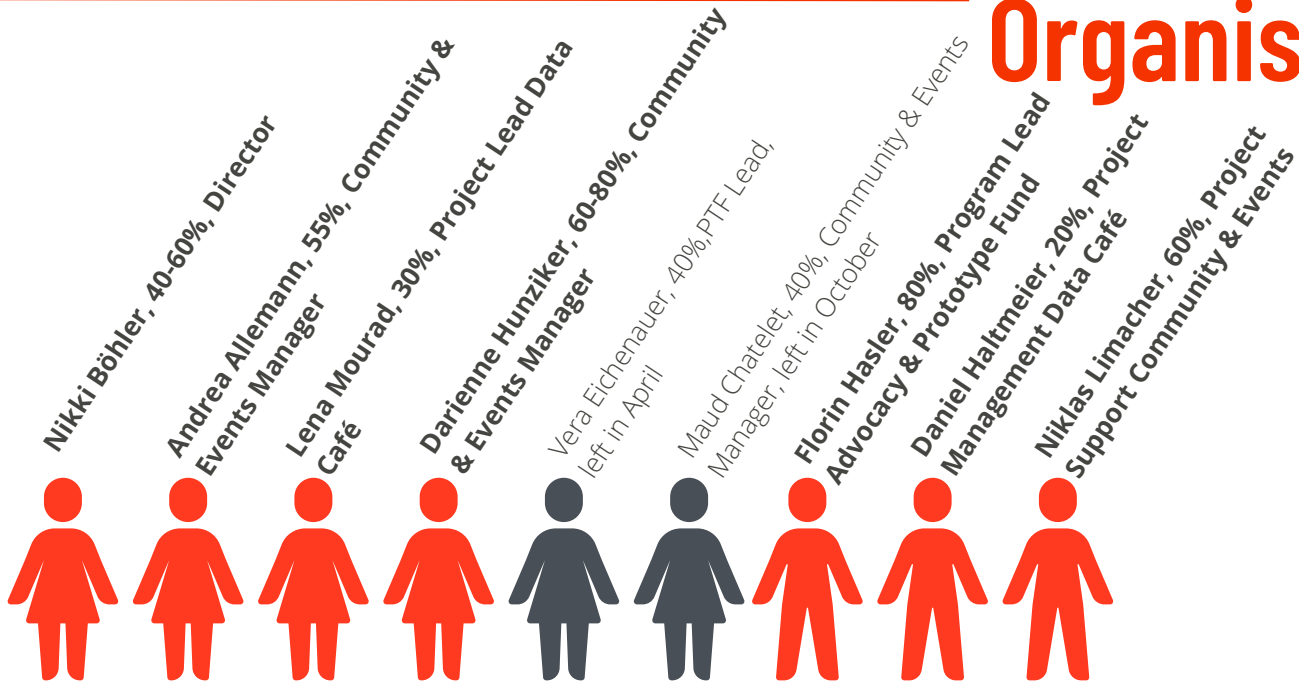 Organis
Nikki Böhler, 40-60%, Director
Andrea Allemann, 55%, Community &
Events Manager
Lena Mourad, 30%, Project Lead Data
Café
Darienne Hunziker, 60-80%, Community
& Events Manager
Vera Eichenauer, 40%,PTF Lead,
left in April
Maud Chatelet, 40%, Community & Events
Manager, left in October
Florin Hasler, 80%, Program Lead
Advocacy & Prototype Fund
Daniel Haltmeier, 20%, Project
Management Data Café
Niklas Limacher, 60%, Project
Support Community & Events